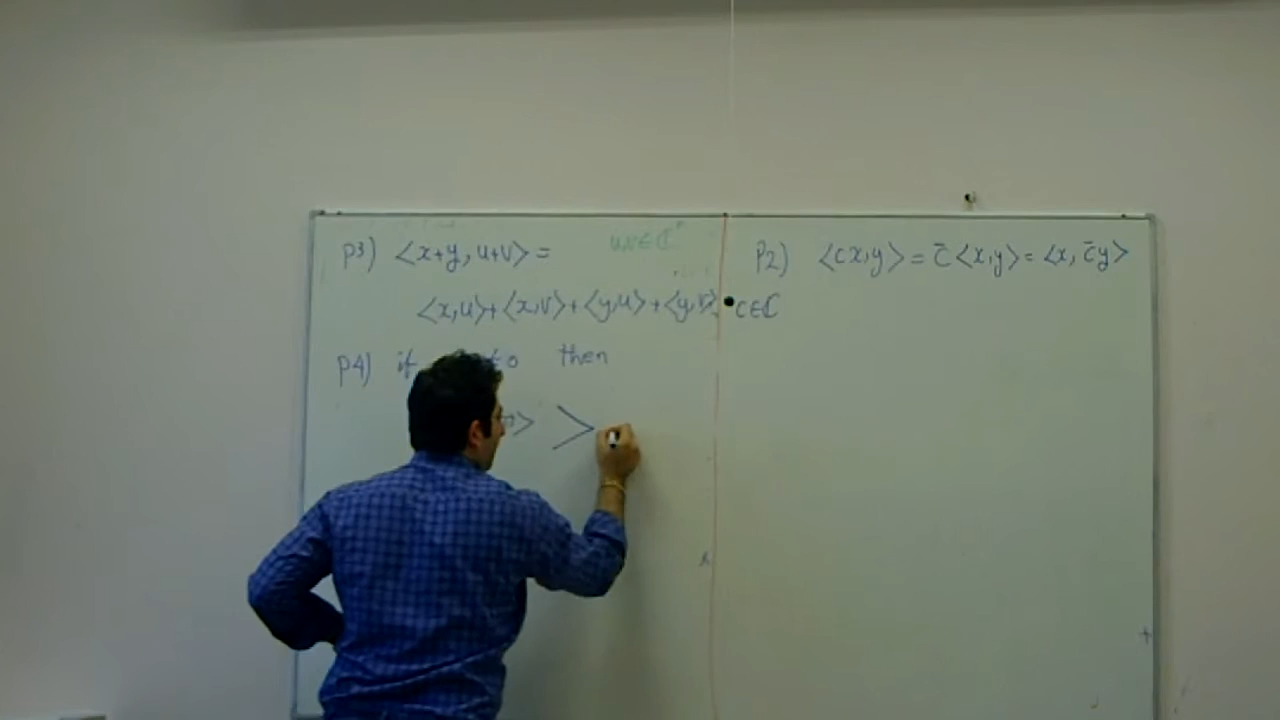 p3) <x+y, u+v> = u,v∈ℂⁿ
<x,u>+<x,v>+<y,u>+<y,v>
p4) if ≠0 then
> >
P2) <cx,y> = c̄<x,y> = <x, c̄y>
c∈ℂ